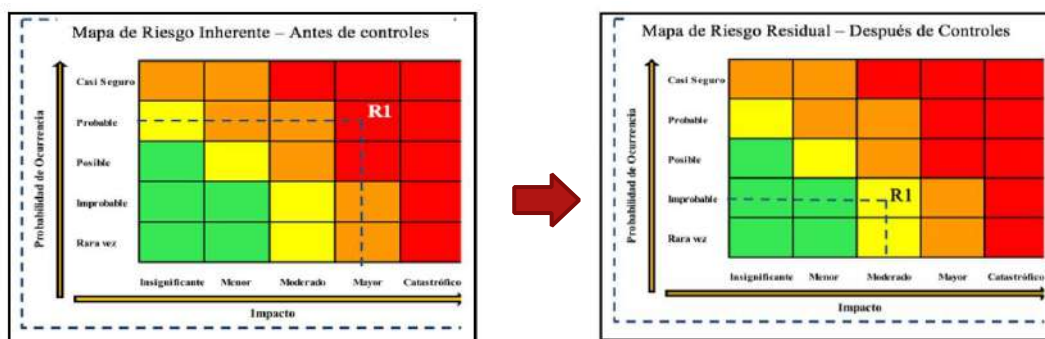 Mapa de Riesgo Inherente – Antes de controles
Probabilidad de Ocurrencia
Casi Seguro
Probable
R1
Posible
Improbable
Rara vez
Insignificante Menor Moderado Mayor Catastrófico
Impacto
Mapa de Riesgo Residual – Después de Controles
Probabilidad de Ocurrencia
Casi Seguro
Probable
Posible
Improbable
R1
Rara vez
Insignificante Menor Moderado Mayor Catastrófico
Impacto